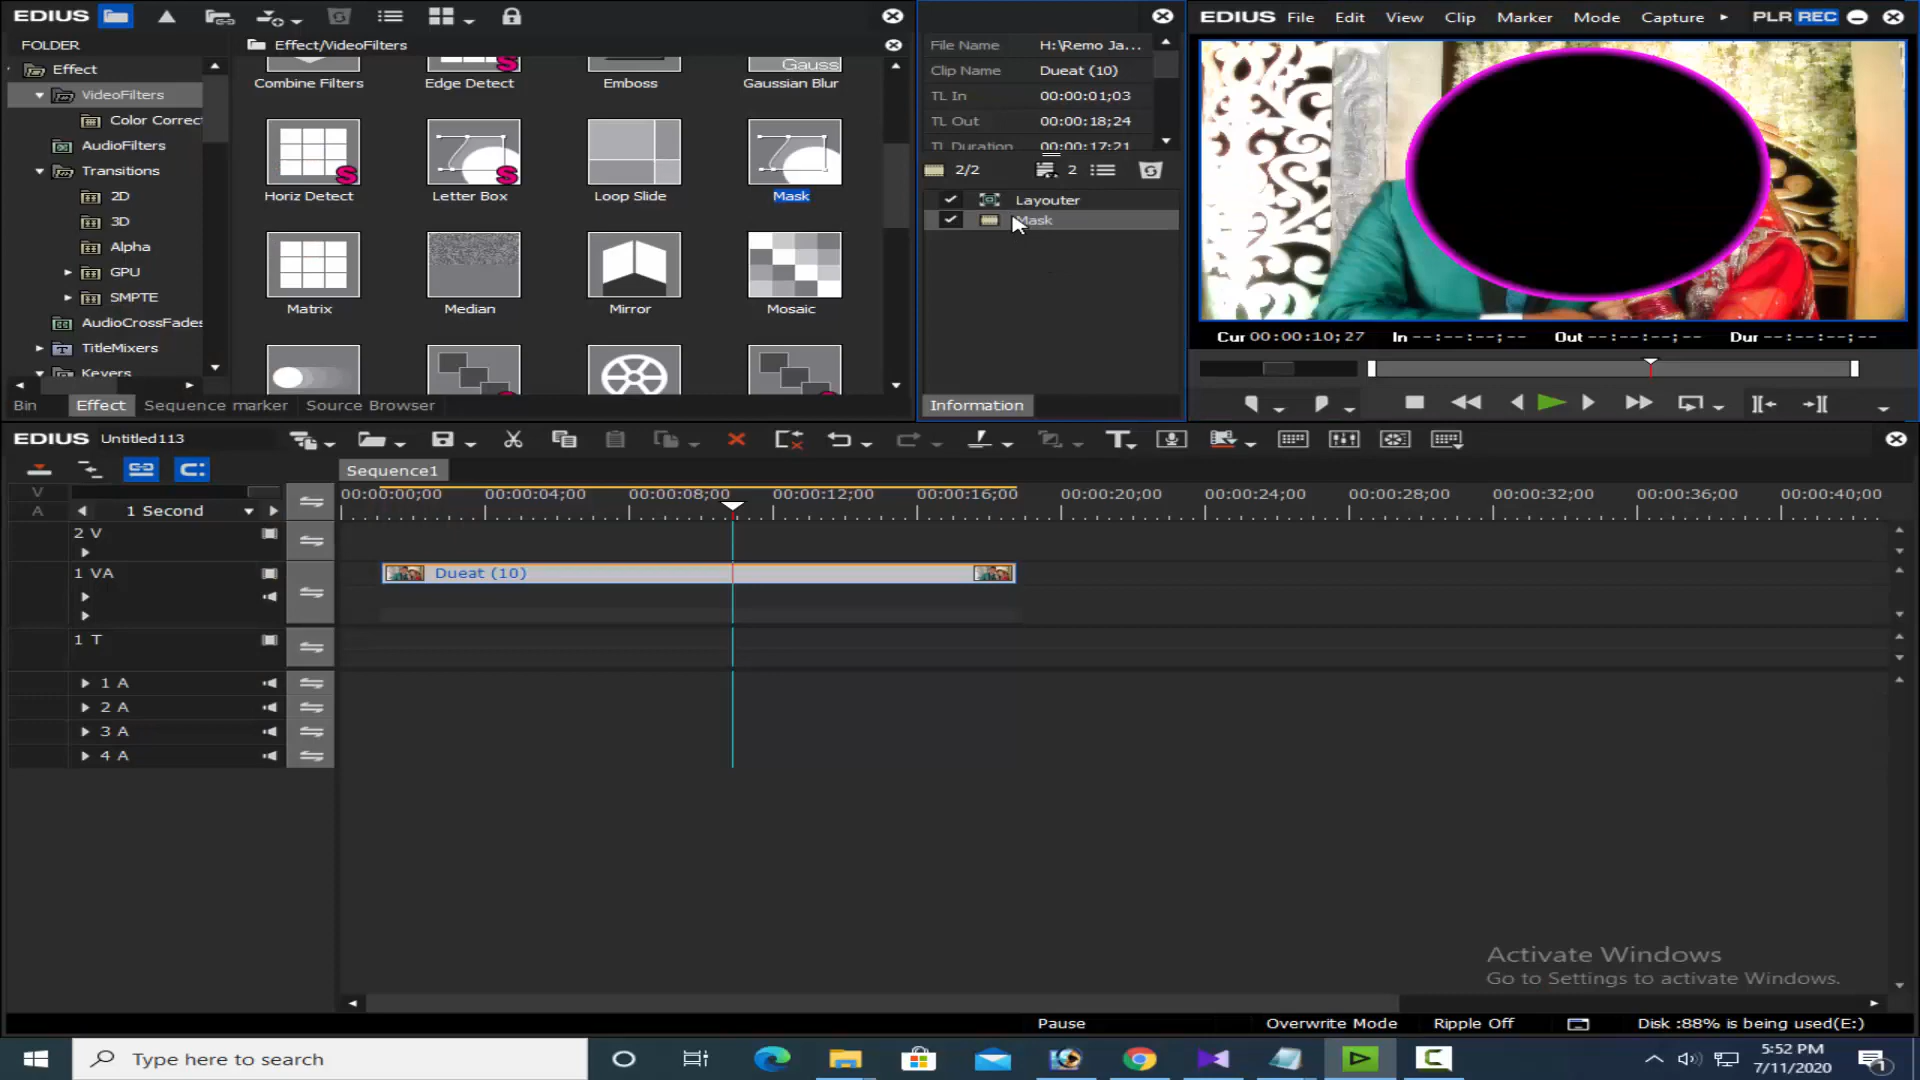 EDIUS
FOLDER
Effect
VideoFilters
Color Correc
AudioFilters
Transitions
2D
3D
Alpha
GPU
SMPTE
AudioCrossFades
TitleMixers
Keyers
Effect/VideoFilters
Gauss
Combine Filters
Edge Detect
Emboss
Gaussian Blur
S
S
S
Horiz Detect
Letter Box
Loop Slide
Mask
Matrix
Median
Mirror
Mosaic
Bin
Effect
Sequence marker
Source Browser
File Name H:\Remo Ja...
Clip Name Dueat (10)
TL In 00:00:01;03
TL Out 00:00:18;24
TL Duration 00:00:17;21
2/2 2
Layouter
Mask
Information
EDIUS File Edit View Clip Marker Mode Capture PLR REC
Cur 00:00:10;27 In --:--:--;-- Out --:--:--;-- Dur --:--:--;--
EDIUS Untitled113
Sequence1
V
A
1 Second
00:00:00;00 00:00:04;00 00:00:08;00 00:00:12;00 00:00:16;00 00:00:20;00 00:00:24;00 00:00:28;00 00:00:32;00 00:00:36;00 00:00:40;00
2 V
1 VA
Dueat (10)
1 T
1 A
2 A
3 A
4 A
Activate Windows
Go to Settings to activate Windows.
Pause Overwrite Mode Ripple Off Disk :88% is being used(E:)
Type here to search
5:52 PM
7/11/2020
1